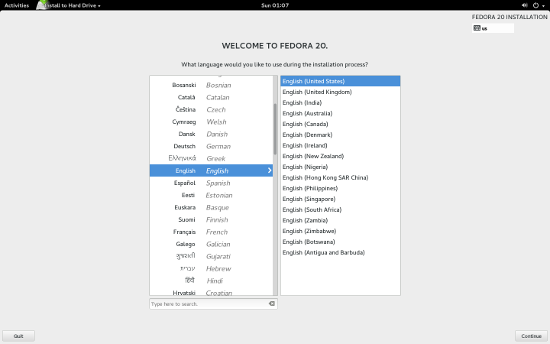 Activities
Install to Hard Drive
Sun 01:07
FEDORA 20 INSTALLATION
us
WELCOME TO FEDORA 20.
What language would you like to use during the installation process?
Bosanski Bosnian
Català Catalan
Čeština Czech
Cymraeg Welsh
Dansk Danish
Deutsch German
Ελληνικά Greek
English English
Español Spanish
Eesti Estonian
Euskara Basque
Suomi Finnish
Français French
Galego Galician
ગુજરાતી Gujarati
עברית Hebrew
हिंदी Hindi
Hrvatski Croatian
English (United States)
English (United Kingdom)
English (India)
English (Australia)
English (Canada)
English (Denmark)
English (Ireland)
English (New Zealand)
English (Nigeria)
English (Hong Kong SAR China)
English (Philippines)
English (Singapore)
English (South Africa)
English (Zambia)
English (Zimbabwe)
English (Botswana)
English (Antigua and Barbuda)
Type here to search.
Quit
Continue